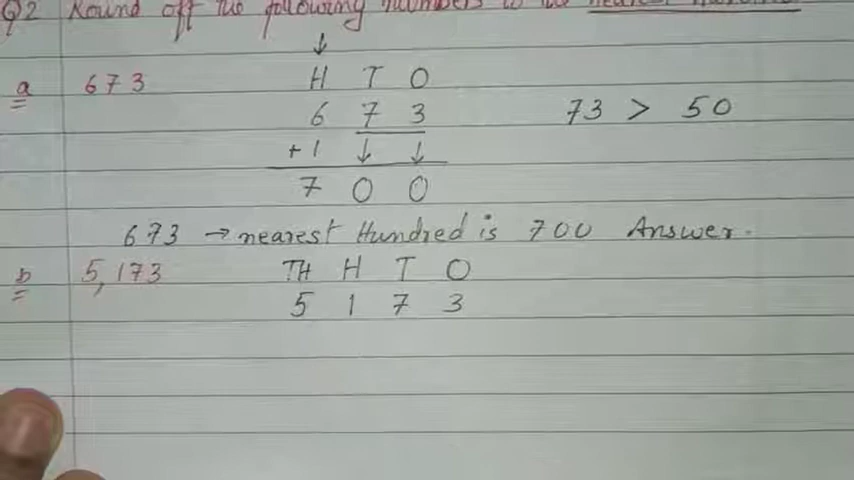 Q2 Round off the following numbers to the nearest
↓
a 673 H T O
6 7 3 73 > 50
+1 ↓ ↓
7 0 0
673 → nearest Hundred is 700 Answer.
b 5,173 TH H T O
5 1 7 3